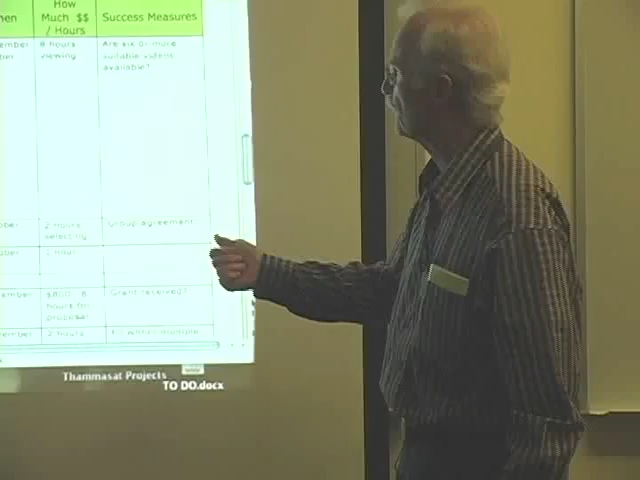 How
Much $$
/ Hours
Success Measures
8 hours
viewing
Are six or more
suitable videos
available?
2 hours
selecting
Group agreement
1 hour
$800, 8
hours for
proposal
Grant received?
2 hours
Thammasat Projects
TO DO.docx